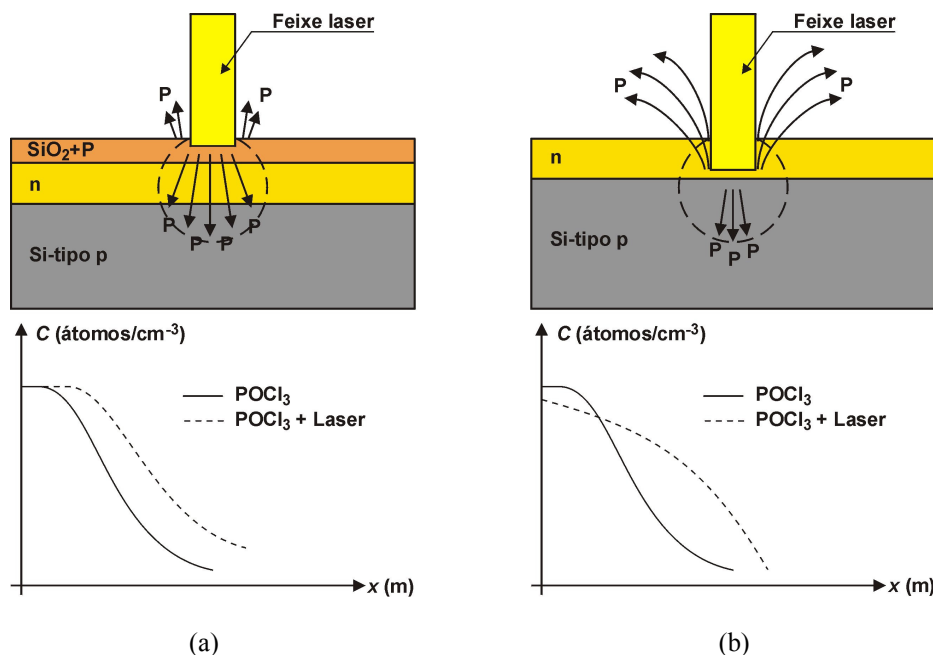 Feixe laser
P
P
SiO2+P
n
P
P
P
P
P
Si-tipo p
C (átomos/cm-3)
POCl3
POCl3 + Laser
x (m)
(a)
Feixe laser
P
P
n
P
P
P
Si-tipo p
C (átomos/cm-3)
POCl3
POCl3 + Laser
x (m)
(b)